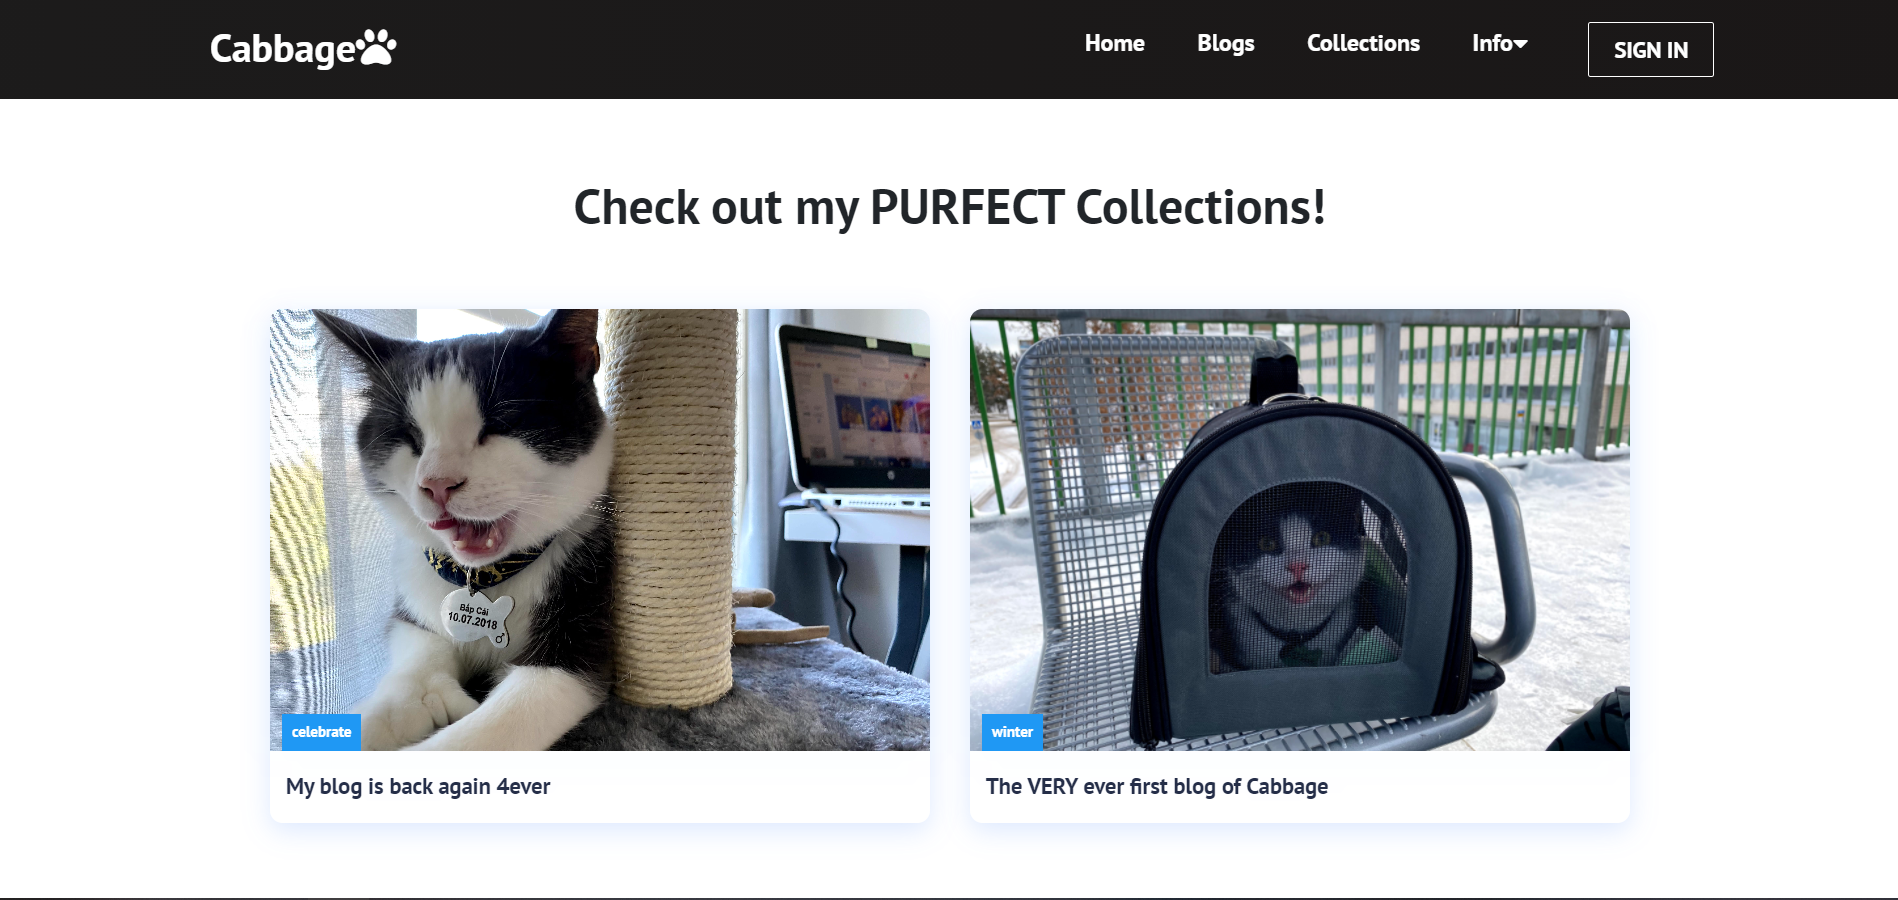 Cabbage
Home
Blogs
Collections
Info
SIGN IN
Check out my PURFECT Collections!
Bắp Cải
10.07.2018
♂
celebrate
winter
My blog is back again 4ever
The VERY ever first blog of Cabbage